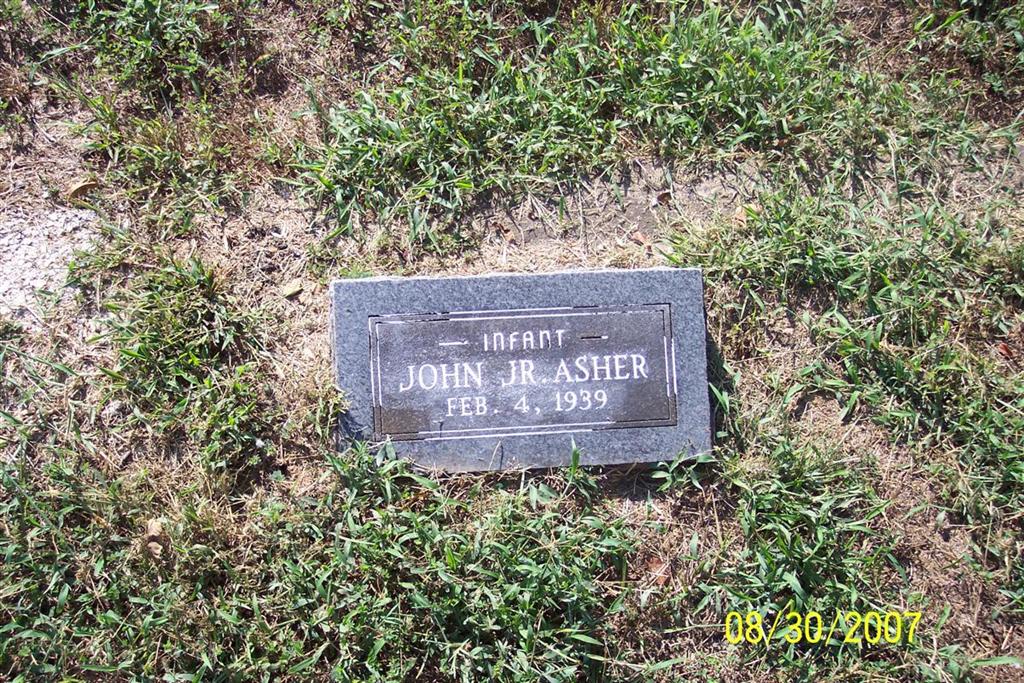 — INFANT —
JOHN JR. ASHER
FEB. 4, 1939
08/30/2007